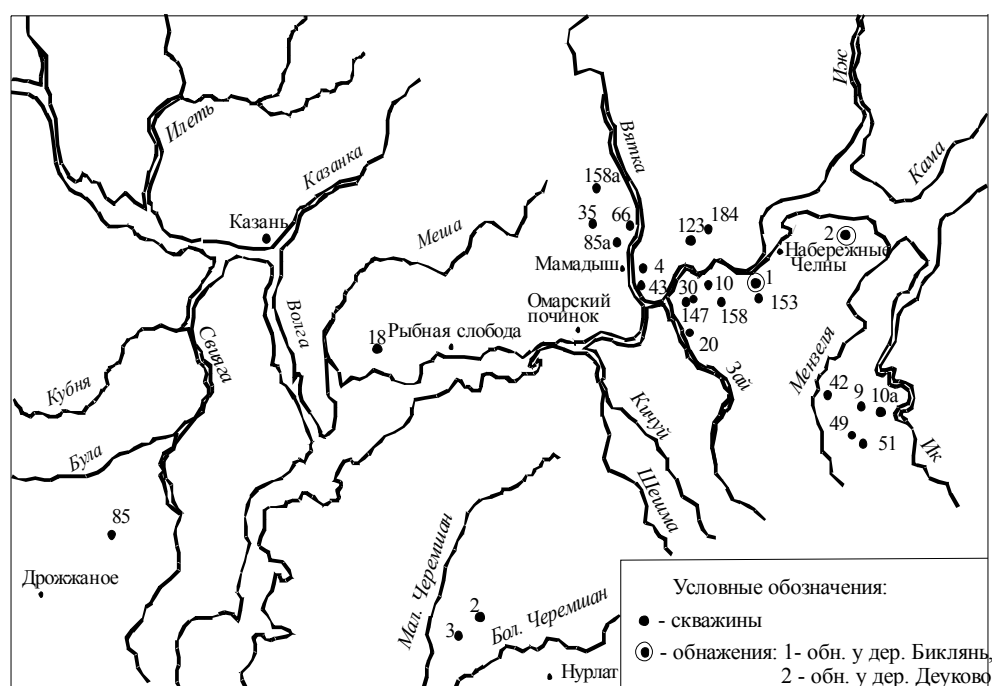 Илеть
Казанка
Казань
Меша
Волга
Свияга
Кубня
Була
85
Дрожжаное
18
Рыбная слобода
Омарский
починок
Вятка
158а
35
66
85а
Мамадыш
4
43
123
184
30
10
147
158
20
1
153
Набережные
Челны
2
Иж
Кама
Зай
Мензеля
42
9
10а
49
51
Ик
Кичуй
Шешма
Мал. Черемшан
2
3
Бол. Черемшан
Нурлат
Условные обозначения:
- скважины
- обнажения: 1- обн. у дер. Биклянь,
2 - обн. у дер. Деуково